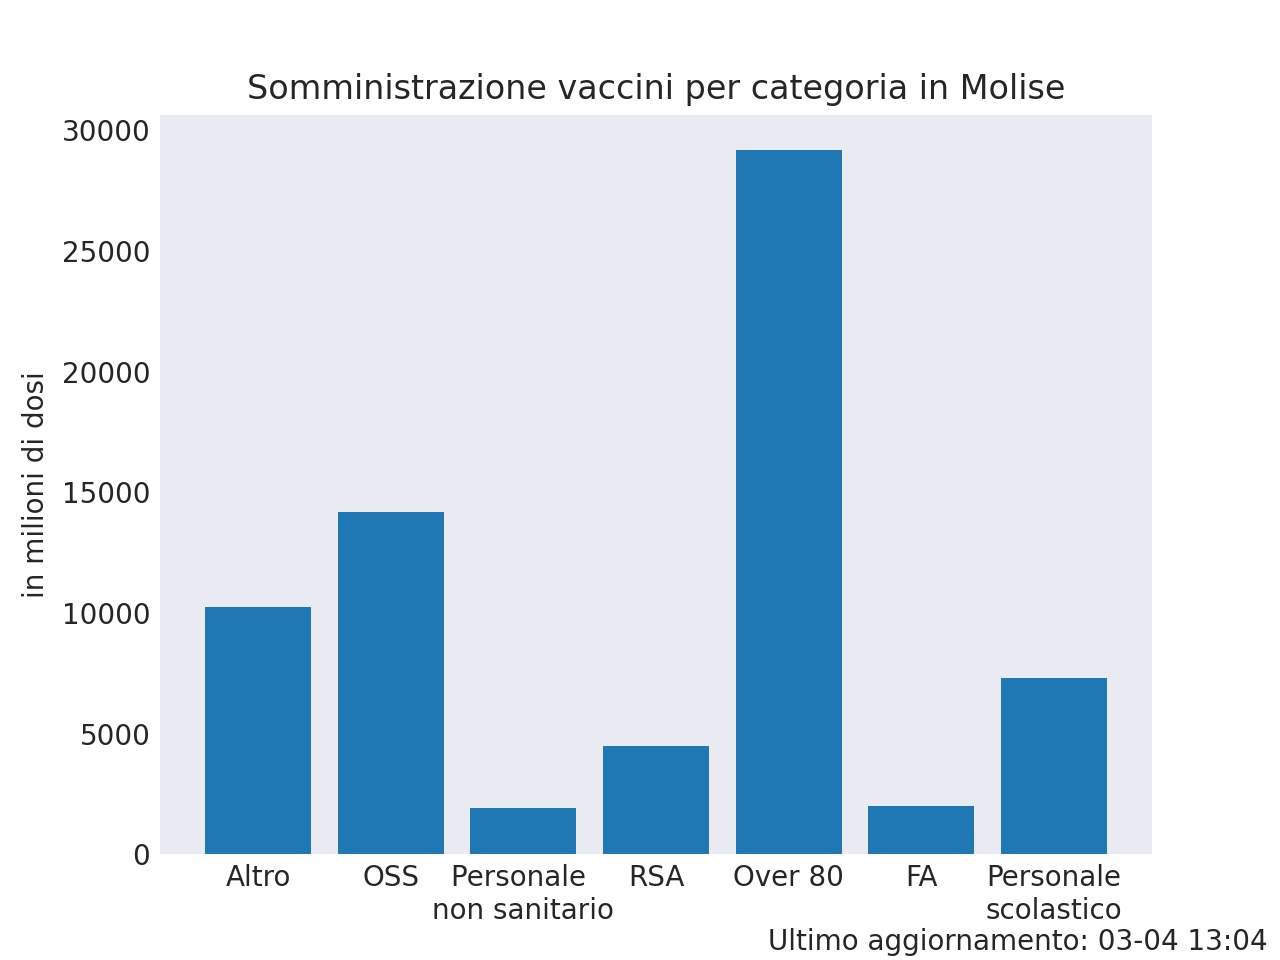 Somministrazione vaccini per categoria in Molise
30000
25000
20000
15000
10000
5000
0
in milioni di dosi
Altro
OSS
Personale
non sanitario
RSA
Over 80
FA
Personale
scolastico
Ultimo aggiornamento: 03-04 13:04